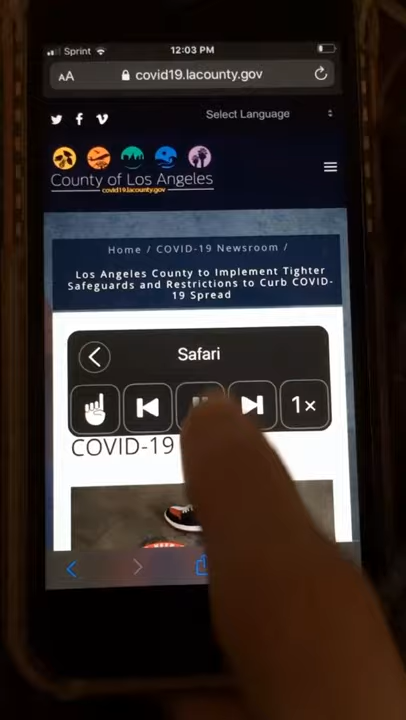 Sprint 12:03 PM
AA covid19.lacounty.gov
Select Language
County of Los Angeles
covid19.lacounty.gov
Home / COVID-19 Newsroom /
Los Angeles County to Implement Tighter
Safeguards and Restrictions to Curb COVID-
19 Spread
Safari
1×
COVID-19